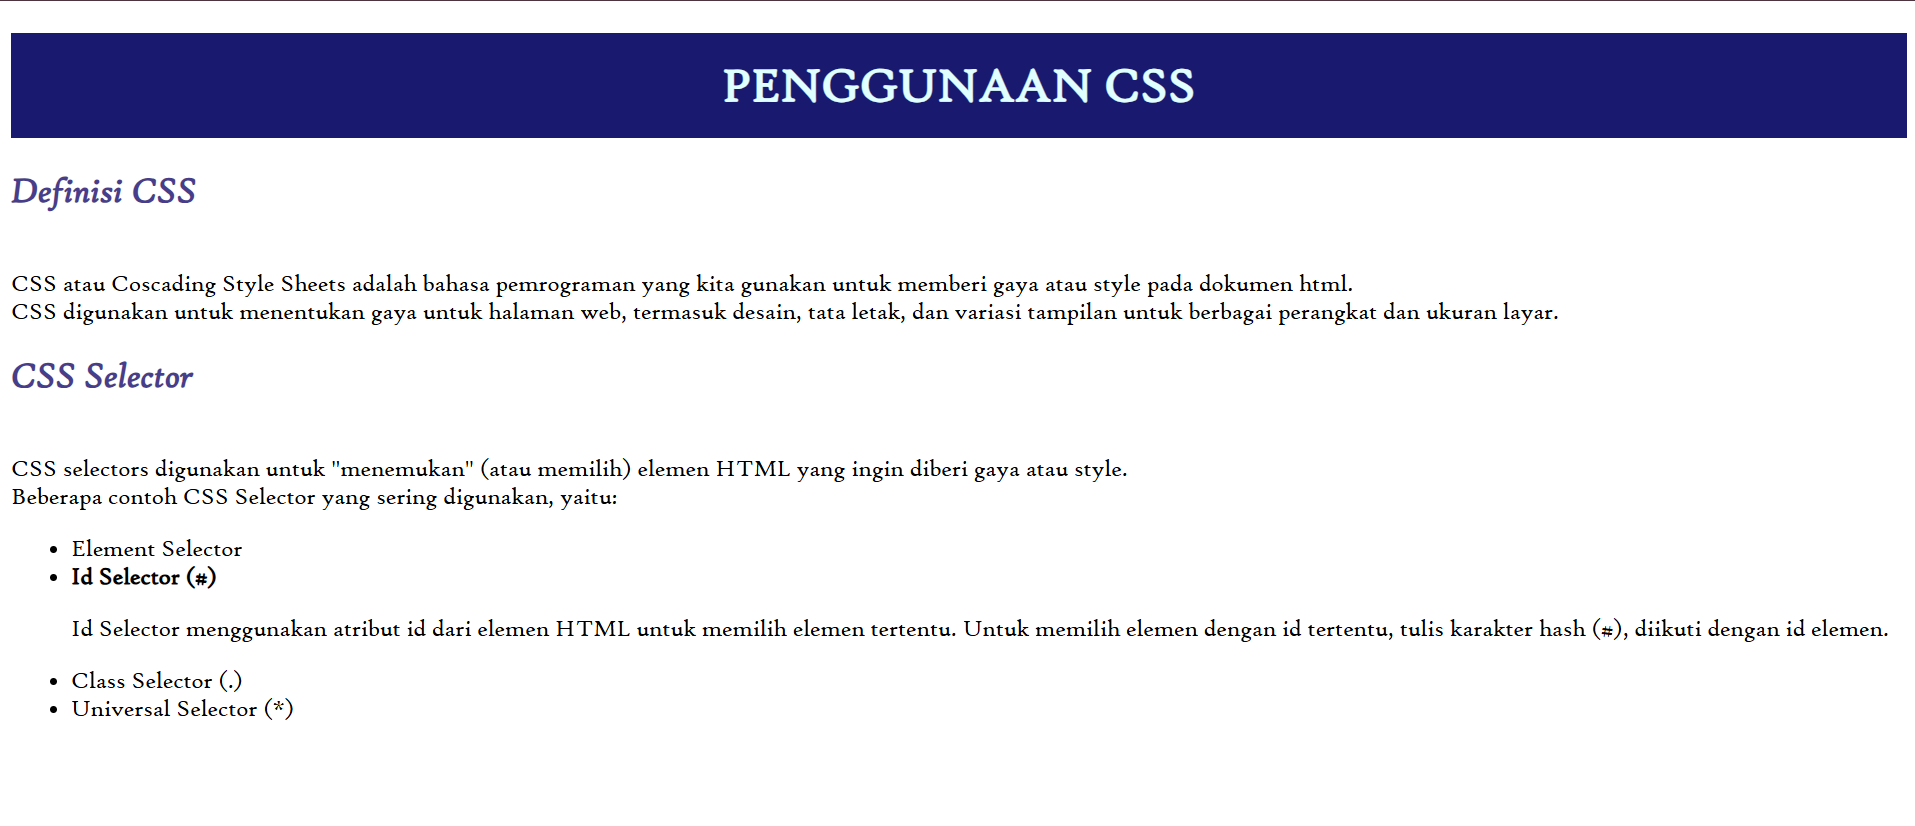 PENGGUNAAN CSS
Definisi CSS
CSS atau Coscading Style Sheets adalah bahasa pemrograman yang kita gunakan untuk memberi gaya atau style pada dokumen html.
CSS digunakan untuk menentukan gaya untuk halaman web, termasuk desain, tata letak, dan variasi tampilan untuk berbagai perangkat dan ukuran layar.
CSS Selector
CSS selectors digunakan untuk "menemukan" (atau memilih) elemen HTML yang ingin diberi gaya atau style.
Beberapa contoh CSS Selector yang sering digunakan, yaitu:
• Element Selector
• Id Selector (#)
Id Selector menggunakan atribut id dari elemen HTML untuk memilih elemen tertentu. Untuk memilih elemen dengan id tertentu, tulis karakter hash (#), diikuti dengan id elemen.
• Class Selector (.)
• Universal Selector (*)